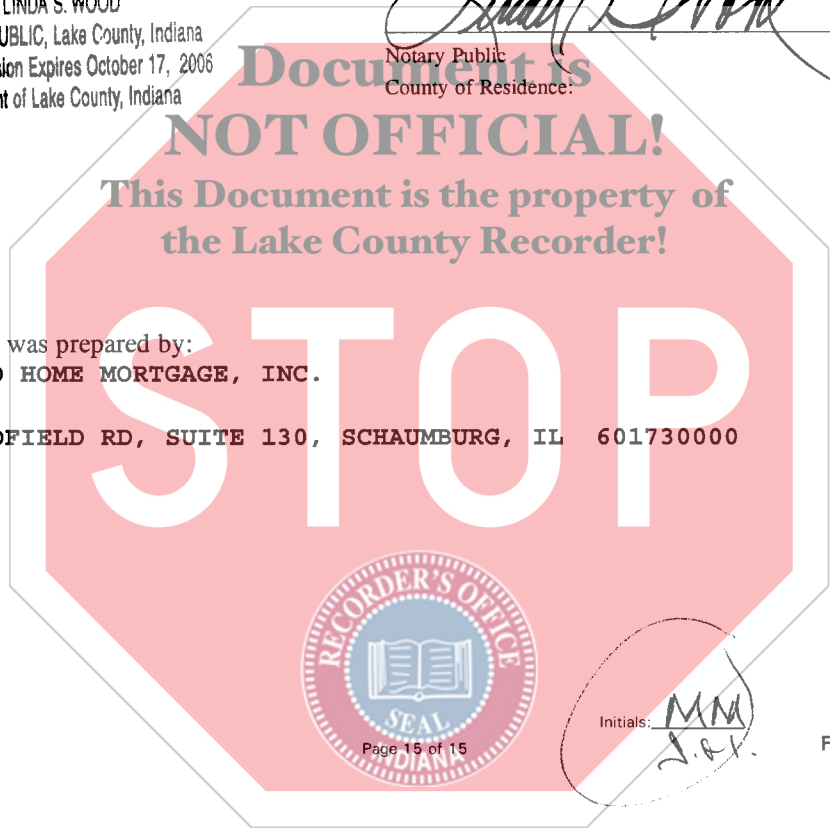 LINDA S. WOOD
UBLIC, Lake County, Indiana
ion Expires October 17, 2006
nt of Lake County, Indiana
Notary Public
County of Residence:
Document is
NOT OFFICIAL!
This Document is the property of
the Lake County Recorder!
STOP
was prepared by:
HOME MORTGAGE, INC.
FIELD RD, SUITE 130, SCHAUMBURG, IL 601730000
RECORDER'S OFFICE
SEAL
INDIANA
Initials: MM
Page 15 of 15
F